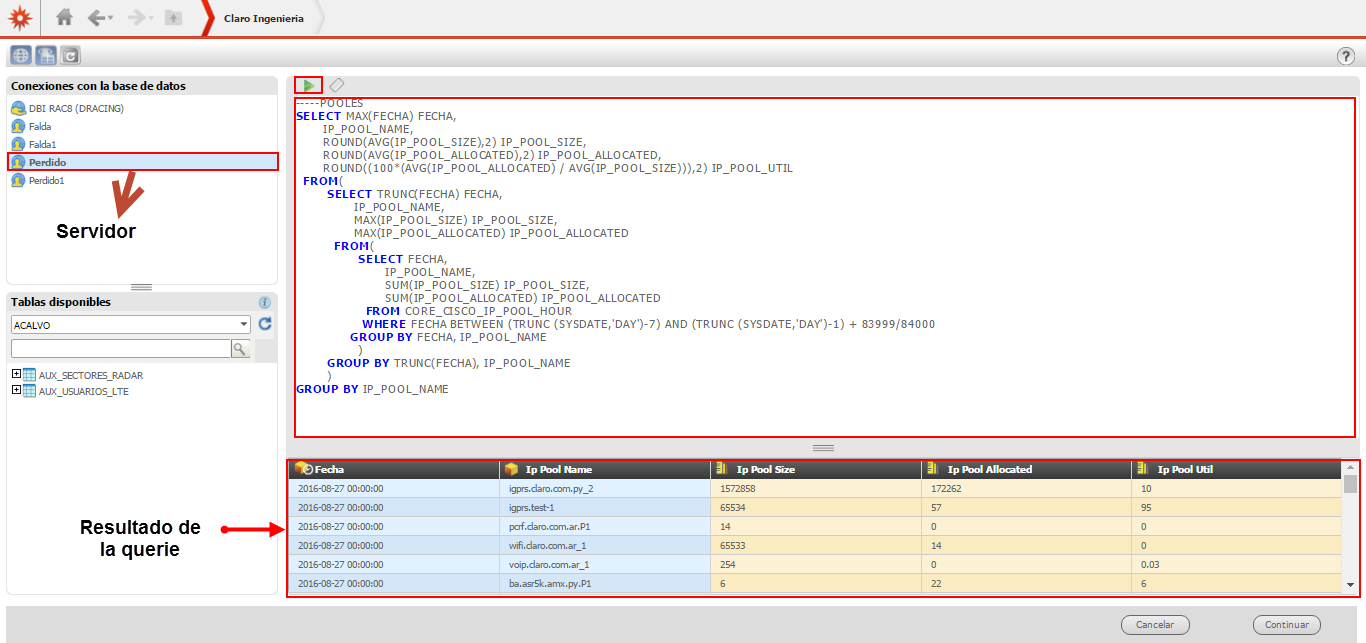 Claro Ingenieria
?
Conexiones con la base de datos
DBI RAC8 (DRACING)
Falda
Falda1
Perdido
Perdido1
Servidor
Tablas disponibles
ACALVO
AUX_SECTORES_RADAR
AUX_USUARIOS_LTE
Resultado de
la querie
-----POOLES
SELECT MAX(FECHA) FECHA,
IP_POOL_NAME,
ROUND(AVG(IP_POOL_SIZE),2) IP_POOL_SIZE,
ROUND(AVG(IP_POOL_ALLOCATED),2) IP_POOL_ALLOCATED,
ROUND((100*(AVG(IP_POOL_ALLOCATED) / AVG(IP_POOL_SIZE))),2) IP_POOL_UTIL
FROM(
SELECT TRUNC(FECHA) FECHA,
IP_POOL_NAME,
MAX(IP_POOL_SIZE) IP_POOL_SIZE,
MAX(IP_POOL_ALLOCATED) IP_POOL_ALLOCATED
FROM(
SELECT FECHA,
IP_POOL_NAME,
SUM(IP_POOL_SIZE) IP_POOL_SIZE,
SUM(IP_POOL_ALLOCATED) IP_POOL_ALLOCATED
FROM CORE_CISCO_IP_POOL_HOUR
WHERE FECHA BETWEEN (TRUNC (SYSDATE,'DAY')-7) AND (TRUNC (SYSDATE,'DAY')-1) + 83999/84000
GROUP BY FECHA, IP_POOL_NAME
)
GROUP BY TRUNC(FECHA), IP_POOL_NAME
)
GROUP BY IP_POOL_NAME
Fecha Ip Pool Name Ip Pool Size Ip Pool Allocated Ip Pool Util
2016-08-27 00:00:00 igprs.claro.com.py_2 1572858 172262 10
2016-08-27 00:00:00 igprs.test-1 65534 57 95
2016-08-27 00:00:00 pcrf.claro.com.ar.P1 14 0 0
2016-08-27 00:00:00 wifi.claro.com.ar_1 65533 14 0
2016-08-27 00:00:00 voip.claro.com.ar_1 254 0 0.03
2016-08-27 00:00:00 ba.asr5k.amx.py.P1 6 22 6
Cancelar Continuar